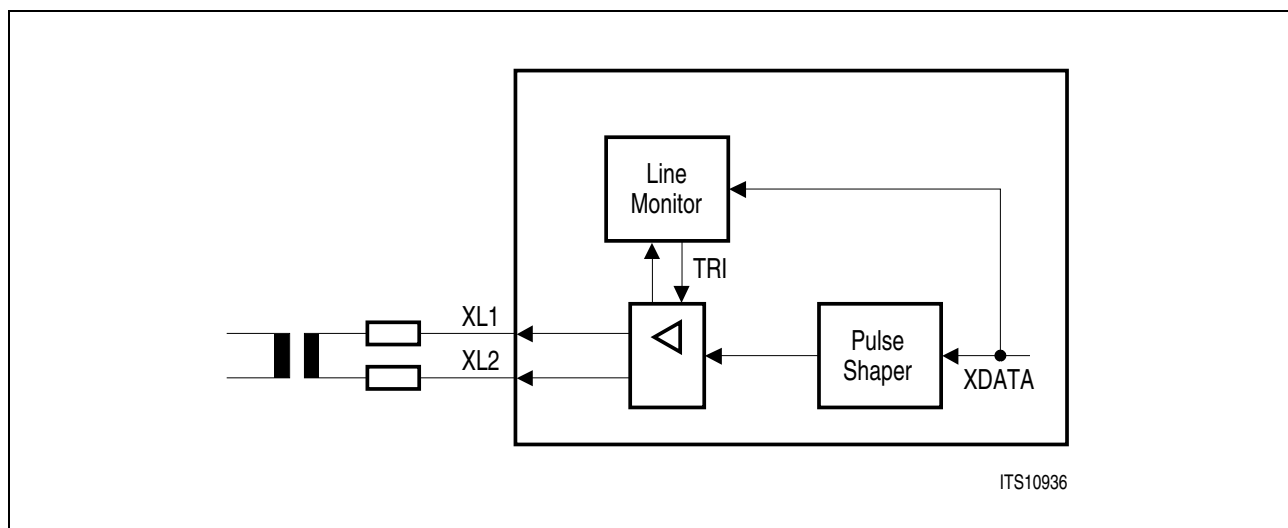 Line
Monitor
TRI
XL1
XL2
Pulse
Shaper
XDATA
ITS10936